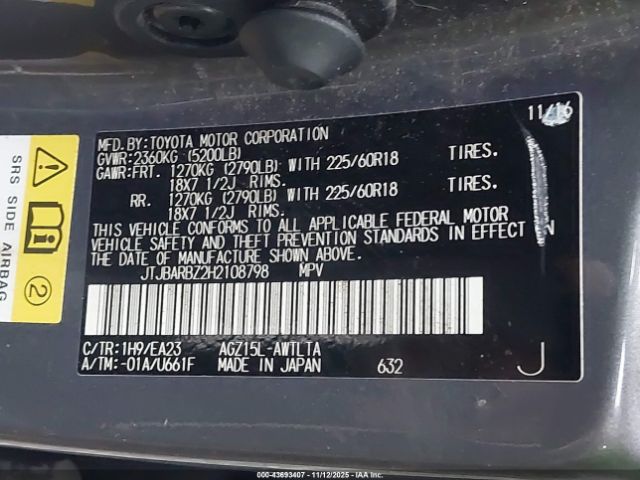 11/16
MFD.BY:TOYOTA MOTOR CORPORATION
GVWR:2360KG (5200LB)
GAWR:FRT. 1270KG (2790LB) WITH 225/60R18 TIRES.
18X7 1/2J RIMS.
RR. 1270KG (2790LB) WITH 225/60R18 TIRES.
18X7 1/2J RIMS.
THIS VEHICLE CONFORMS TO ALL APPLICABLE FEDERAL MOTOR
VEHICLE SAFETY AND THEFT PREVENTION STANDARDS IN EFFECT ON
THE DATE OF MANUFACTURE SHOWN ABOVE.
JTJBARBZ2H2108798 MPV
C/TR:1H9/EA23 AGZ15L-AWTLTA
A/TM:-01A/U661F MADE IN JAPAN 632 J
SRS SIDE AIRBAG
2
000-43693407 - 11/12/2025 - IAA Inc.